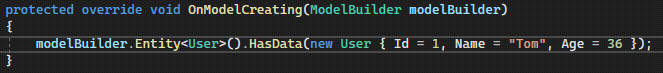 protected override void OnModelCreating(ModelBuilder modelBuilder)
{
    modelBuilder.Entity<User>().HasData(new User { Id = 1, Name = "Tom", Age = 36 });
}